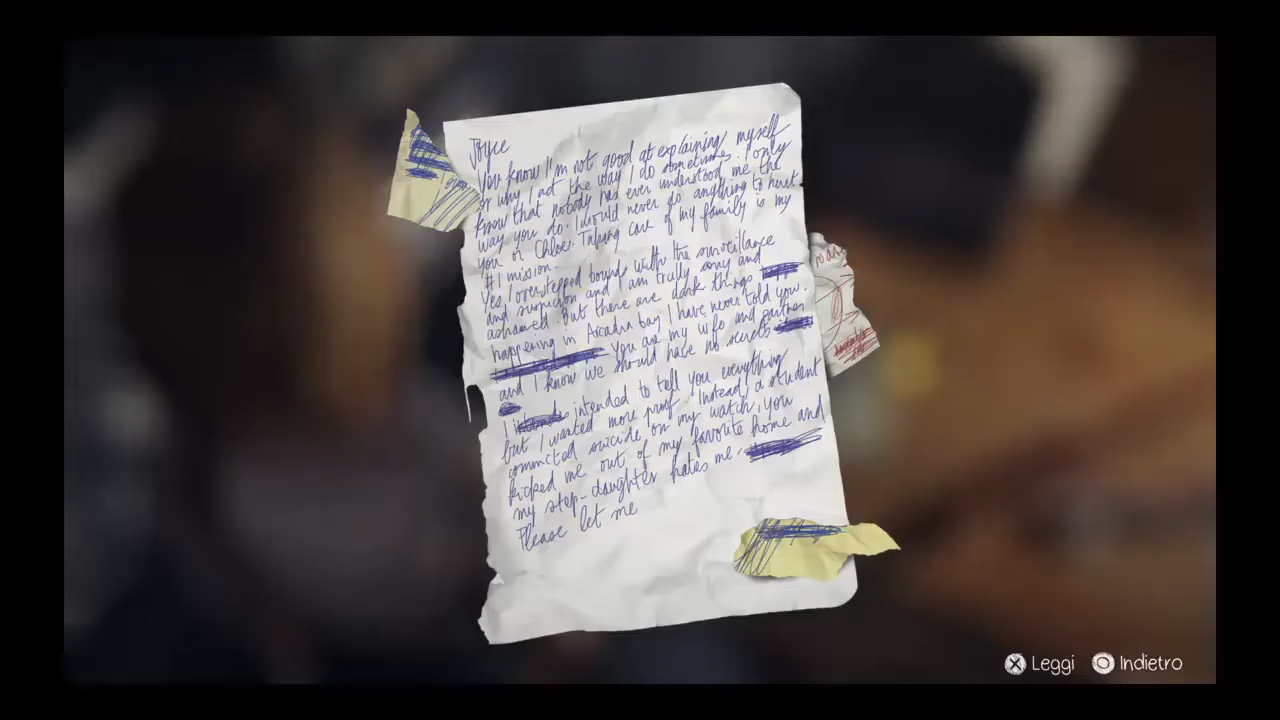 Joyce
You know I'm not good at explaining myself
or why I act the way I do sometimes. I only
know that nobody has ever understood me the
way you do. I would never do anything to hurt
you or Chloe. Taking care of my family is my
#1 mission.
Yes, I overstepped bounds with the surveillance
and suspicion and I am trully sorry and
ashamed. But there are dark things
happening in Arcadia bay I have never told you.
You are my wife and partner
and I know we should have no secrets
I intended to tell you everything
but I wanted more proof. Instead, a student
committed suicide on my watch, you
kicked me out of my favorite home and
my step-daughter hates me.
Please let me
Leggi
Indietro